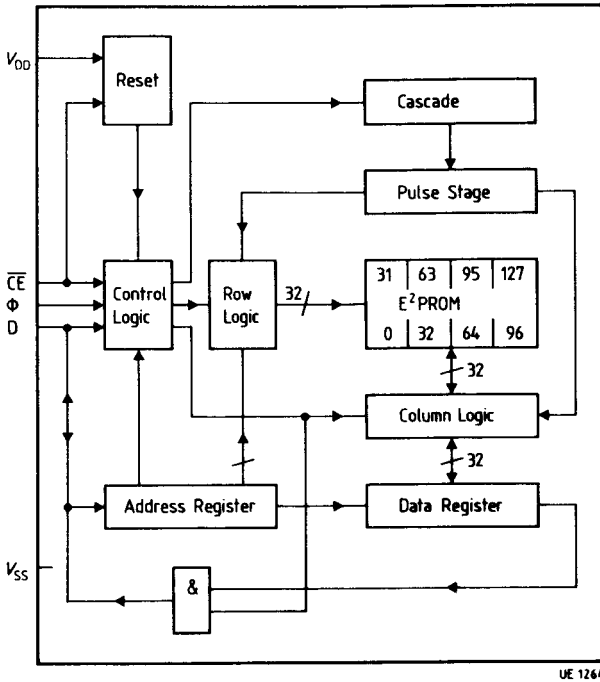 V_DD
Reset
Cascade
Pulse Stage
C̅E̅
Φ
D
Control
Logic
Row
Logic
32
31 63 95 127
E²PROM
0 32 64 96
32
Column Logic
32
Address Register
Data Register
V_SS
&
UE 1264